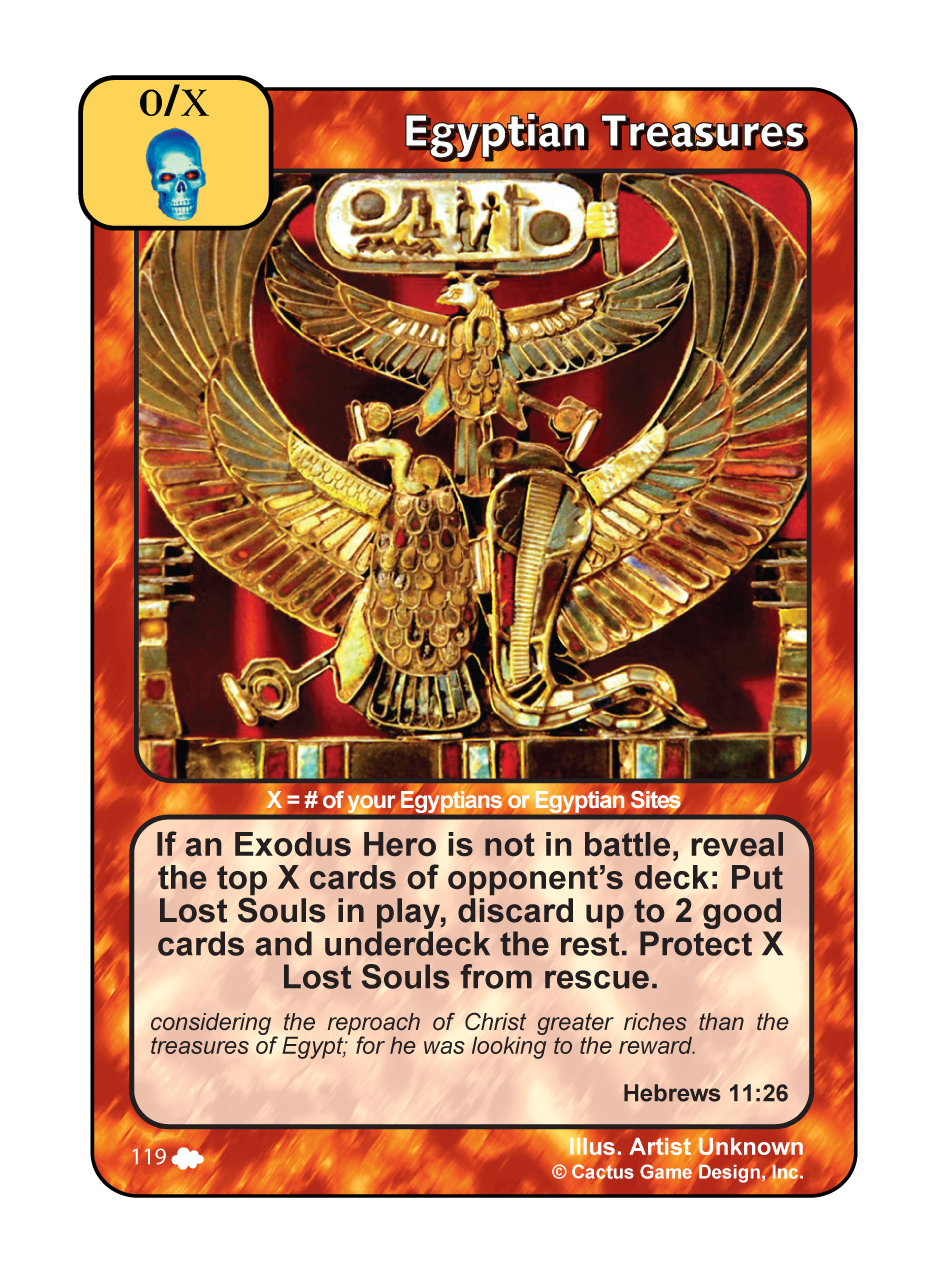 0/X
Egyptian Treasures
X = # of your Egyptians or Egyptian Sites
If an Exodus Hero is not in battle, reveal
the top X cards of opponent's deck: Put
Lost Souls in play, discard up to 2 good
cards and underdeck the rest. Protect X
Lost Souls from rescue.
considering the reproach of Christ greater riches than the
treasures of Egypt; for he was looking to the reward.
Hebrews 11:26
119
Illus. Artist Unknown
© Cactus Game Design, Inc.